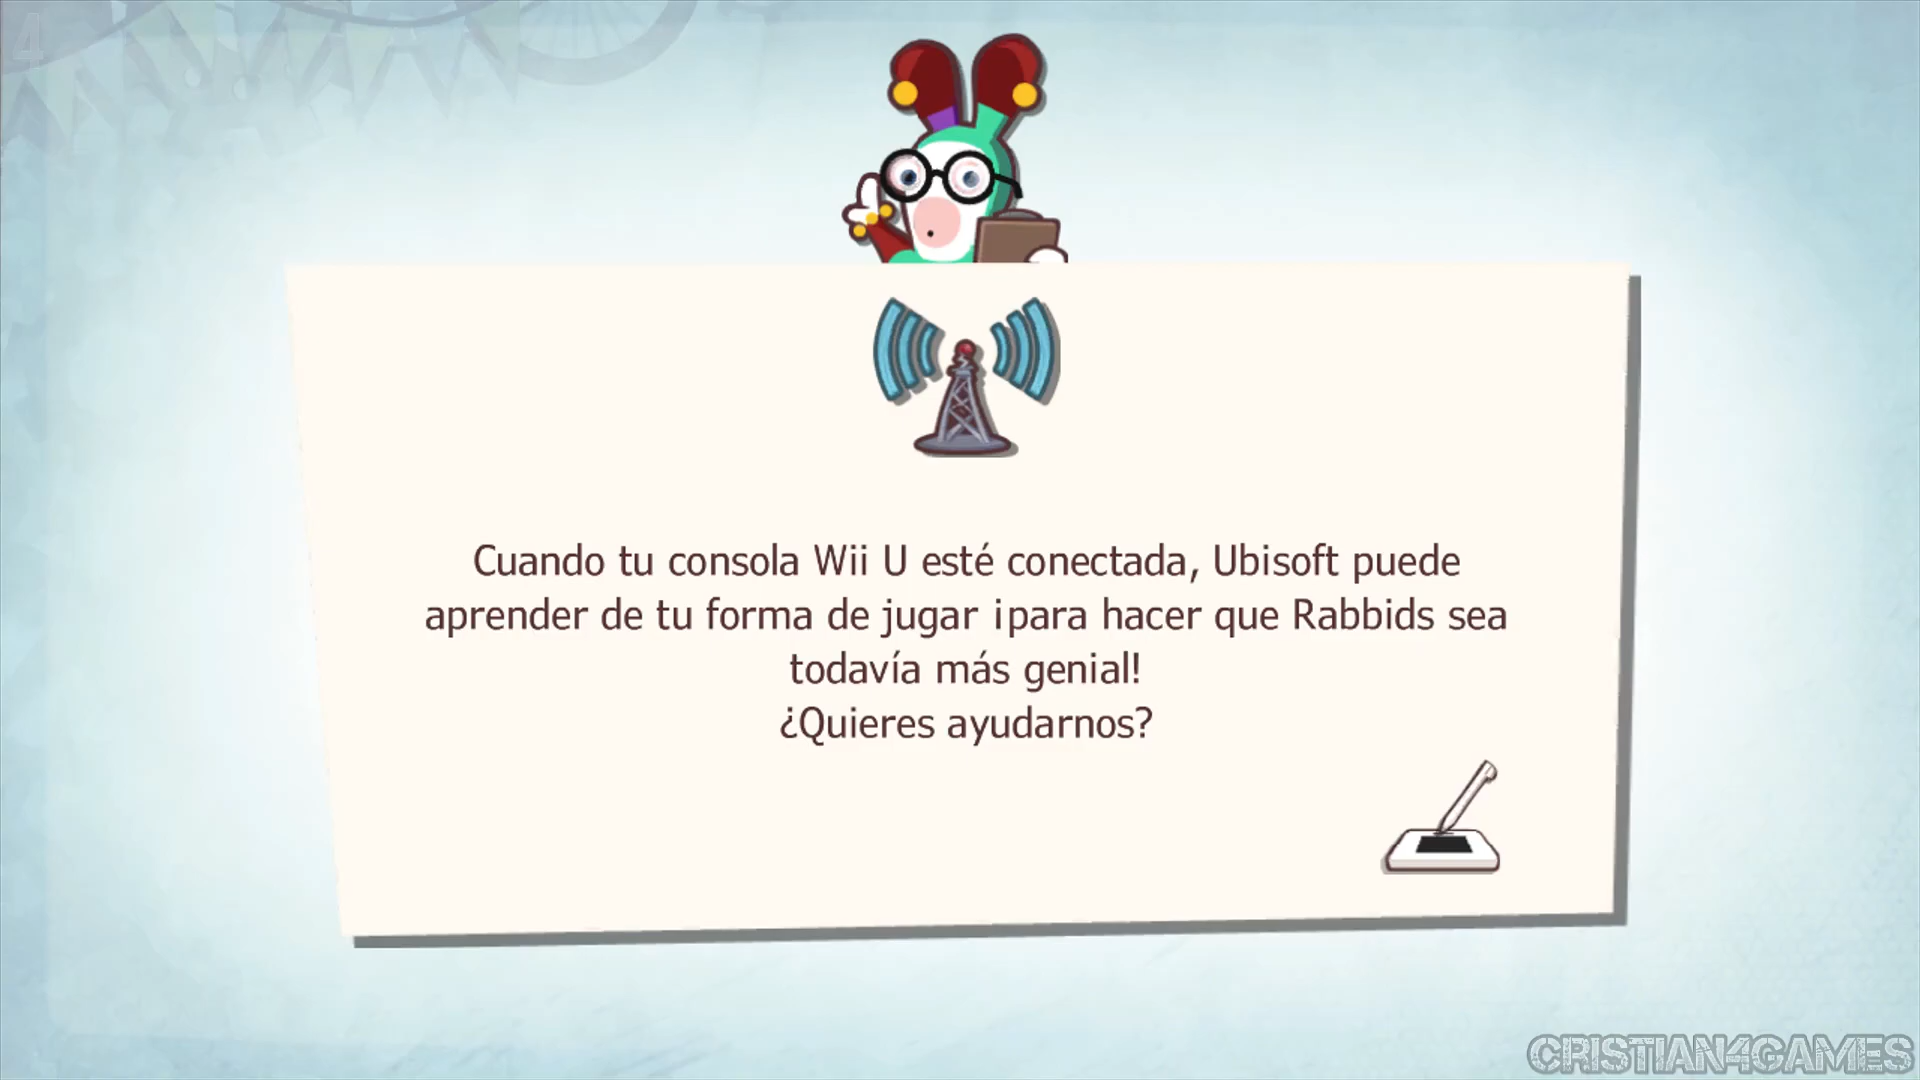 Cuando tu consola Wii U esté conectada, Ubisoft puede
aprender de tu forma de jugar ¡para hacer que Rabbids sea
todavía más genial!
¿Quieres ayudarnos?
CRISTIAN4GAMES